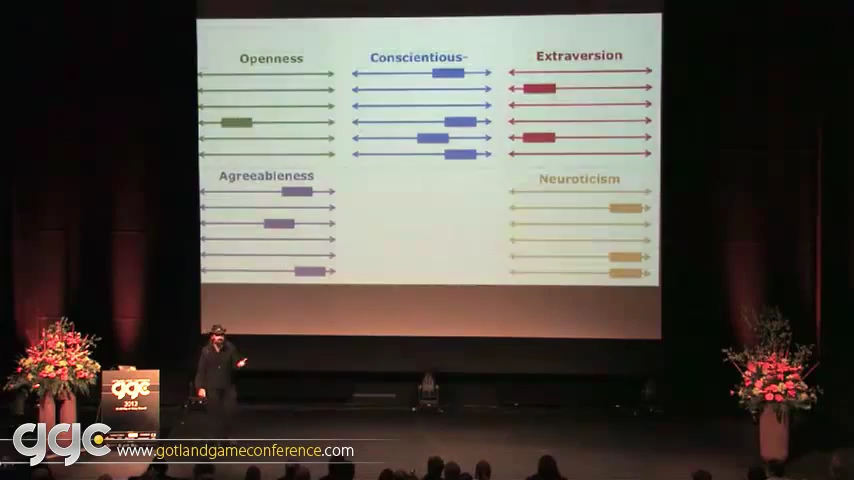 Openness
Conscientious-
Extraversion
Agreeableness
Neuroticism
ggc
2013
ggc
www.gotlandgameconference.com